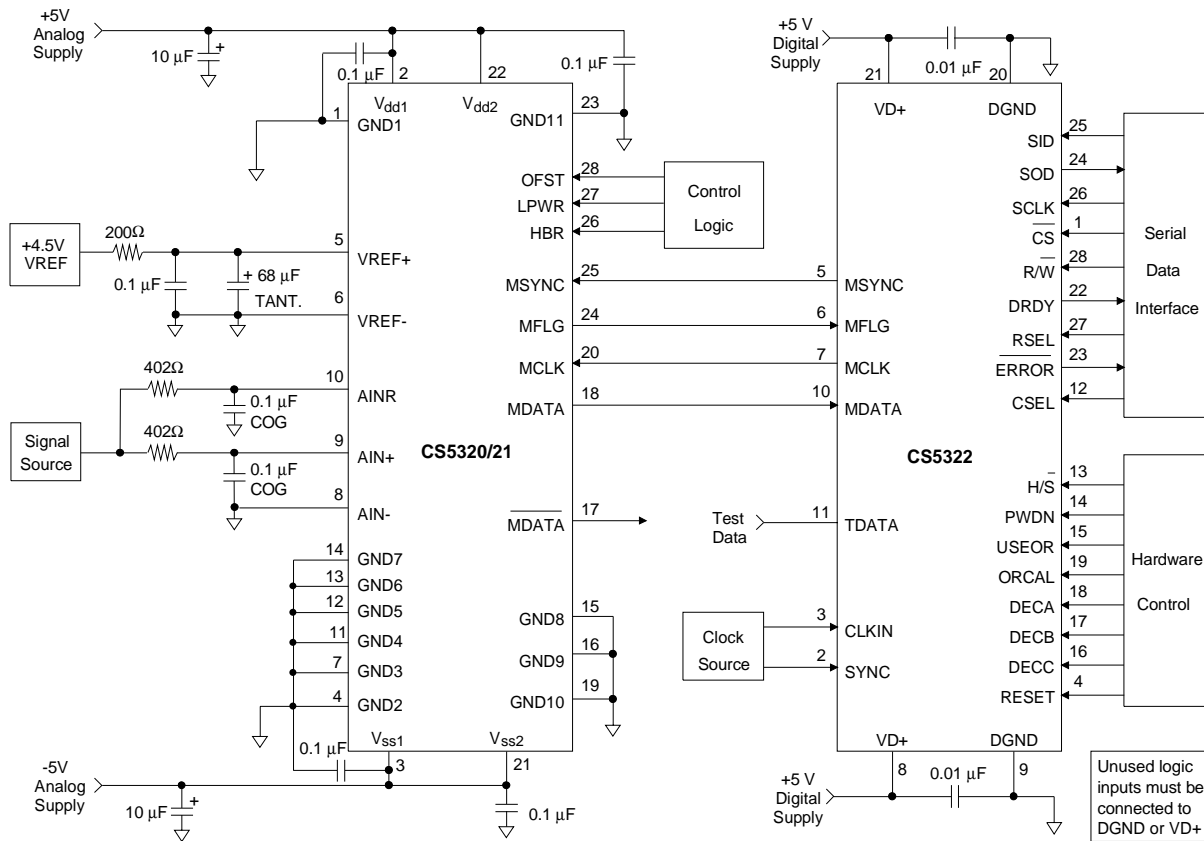 +5V
Analog
Supply
10 μF
+
0.1 μF
2
22
0.1 μF
Vdd1
Vdd2
1
GND1
23
GND11
28
OFST
27
LPWR
26
HBR
Control
Logic
+4.5V
VREF
200Ω
5
VREF+
0.1 μF
+ 68 μF
TANT.
6
VREF-
25
MSYNC
24
MFLG
20
MCLK
18
MDATA
402Ω
10
AINR
0.1 μF
COG
Signal
Source
402Ω
9
AIN+
0.1 μF
COG
8
AIN-
CS5320/21
17
MDATA
14
GND7
13
GND6
12
GND5
11
GND4
7
GND3
4
GND2
15
GND8
16
GND9
19
GND10
Vss1
Vss2
0.1 μF
3
21
-5V
Analog
Supply
10 μF
+
0.1 μF
+5 V
Digital
Supply
21
0.01 μF
20
VD+
DGND
25
SID
24
SOD
26
SCLK
1
CS
28
R/W
22
DRDY
27
RSEL
23
ERROR
12
CSEL
Serial
Data
Interface
5
MSYNC
6
MFLG
7
MCLK
10
MDATA
CS5322
Test
Data
11
TDATA
Clock
Source
3
CLKIN
2
SYNC
13
H/S
14
PWDN
15
USEOR
19
ORCAL
18
DECA
17
DECB
16
DECC
4
RESET
Hardware
Control
VD+
DGND
+5 V
Digital
Supply
8
0.01 μF
9
Unused logic
inputs must be
connected to
DGND or VD+